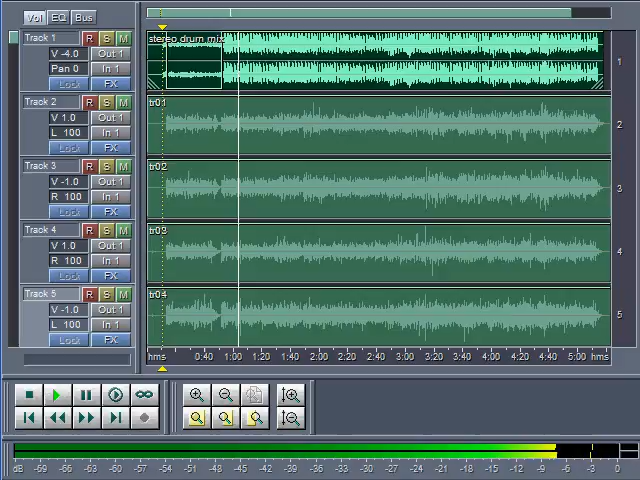 Vol EQ Bus
Track 1 R S M
V -4.0 Out 1
Pan 0 In 1
Lock FX
stereo drum mix
1
Track 2 R S M
V 1.0 Out 1
L 100 In 1
Lock FX
tr01
2
Track 3 R S M
V -1.0 Out 1
R 100 In 1
Lock FX
tr02
3
Track 4 R S M
V 1.0 Out 1
R 100 In 1
Lock FX
tr03
4
Track 5 R S M
V -1.0 Out 1
L 100 In 1
Lock FX
tr04
5
hms 0:40 1:00 1:20 1:40 2:00 2:20 2:40 3:00 3:20 3:40 4:00 4:20 4:40 5:00 hms
dB -69 -66 -63 -60 -57 -54 -51 -48 -45 -42 -39 -36 -33 -30 -27 -24 -21 -18 -15 -12 -9 -6 -3 0